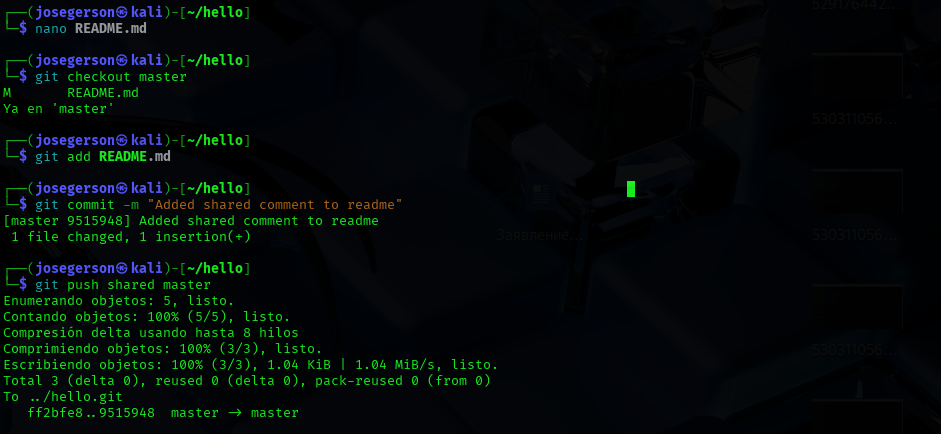 ┌──(josegerson㉿kali)-[~/hello]
└─$ nano README.md
┌──(josegerson㉿kali)-[~/hello]
└─$ git checkout master
M       README.md
Ya en 'master'
┌──(josegerson㉿kali)-[~/hello]
└─$ git add README.md
┌──(josegerson㉿kali)-[~/hello]
└─$ git commit -m "Added shared comment to readme"
[master 9515948] Added shared comment to readme
 1 file changed, 1 insertion(+)
┌──(josegerson㉿kali)-[~/hello]
└─$ git push shared master
Enumerando objetos: 5, listo.
Contando objetos: 100% (5/5), listo.
Compresión delta usando hasta 8 hilos
Comprimiendo objetos: 100% (3/3), listo.
Escribiendo objetos: 100% (3/3), 1.04 KiB | 1.04 MiB/s, listo.
Total 3 (delta 0), reused 0 (delta 0), pack-reused 0 (from 0)
To ../hello.git
   ff2bfe8..9515948  master -> master
530311056...
Заявление...
530311056...